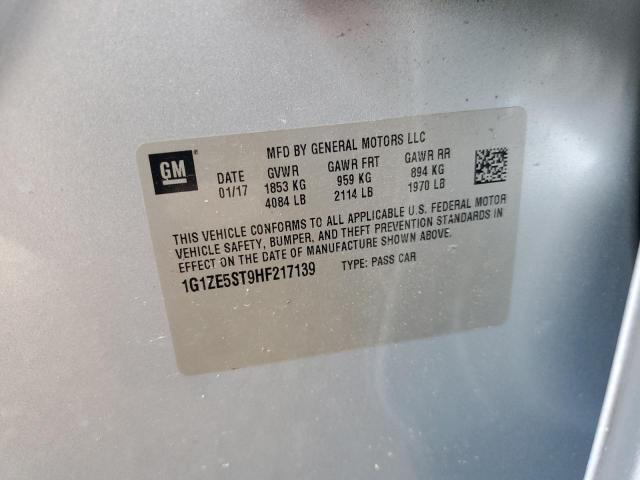 MFD BY GENERAL MOTORS LLC
GM
DATE GVWR GAWR FRT GAWR RR
01/17 1853 KG 959 KG 894 KG
4084 LB 2114 LB 1970 LB
THIS VEHICLE CONFORMS TO ALL APPLICABLE U.S. FEDERAL MOTOR
VEHICLE SAFETY, BUMPER, AND THEFT PREVENTION STANDARDS IN
EFFECT ON THE DATE OF MANUFACTURE SHOWN ABOVE.
1G1ZE5ST9HF217139 TYPE: PASS CAR